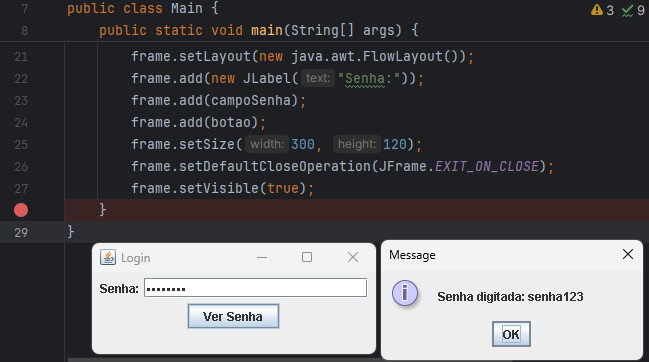 7 public class Main {
3 9
8 public static void main(String[] args) {
21 frame.setLayout(new java.awt.FlowLayout());
22 frame.add(new JLabel( text: "Senha:"));
23 frame.add(campoSenha);
24 frame.add(botao);
25 frame.setSize( width: 300, height: 120);
26 frame.setDefaultCloseOperation(JFrame.EXIT_ON_CLOSE);
27 frame.setVisible(true);
}
29 }
Login
Senha: ••••••••
Ver Senha
Message
Senha digitada: senha123
OK